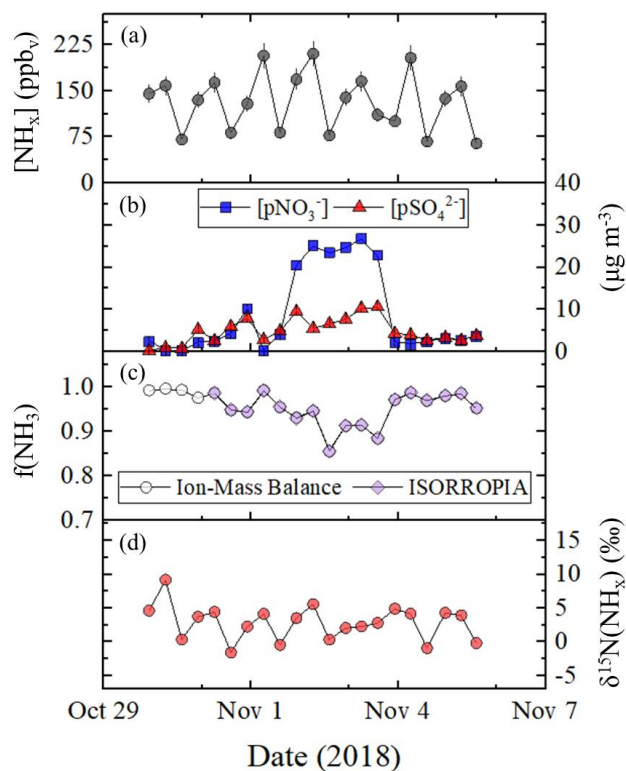 (a)
[NHₓ] (ppbᵥ)
225
150
75
0
(b)
[pNO₃⁻] [pSO₄²⁻]
40
30
20
10
0
(μg m⁻³)
(c)
f(NH₃)
1.0
0.9
0.8
0.7
Ion-Mass Balance ISORROPIA
(d)
15
10
5
0
-5
δ¹⁵N(NHₓ) (‰)
Oct 29 Nov 1 Nov 4 Nov 7
Date (2018)